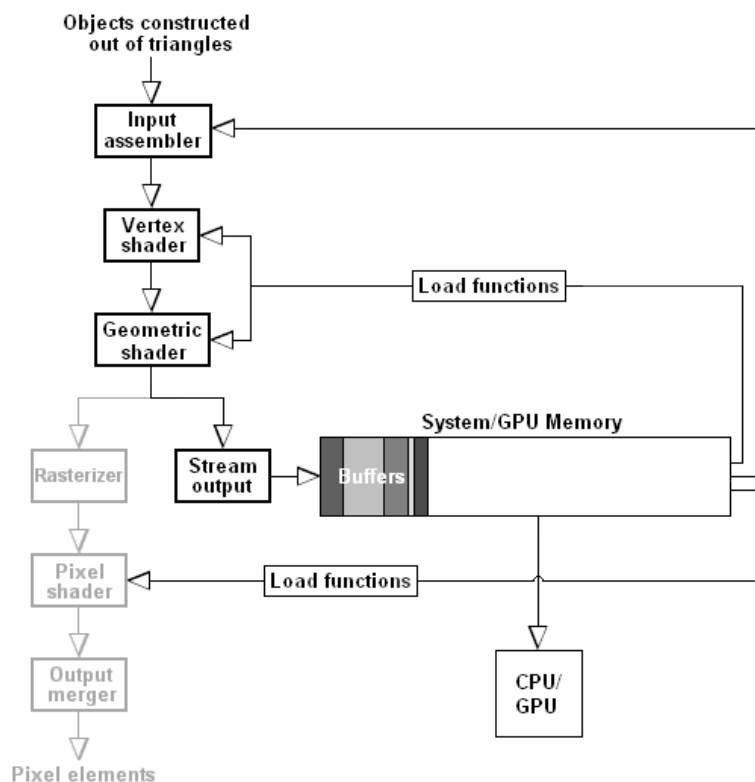 Objects constructed
out of triangles
Input
assembler
Vertex
shader
Load functions
Geometric
shader
System/GPU Memory
Rasterizer
Stream
output
Buffers
Pixel
shader
Load functions
Output
merger
CPU/
GPU
Pixel elements